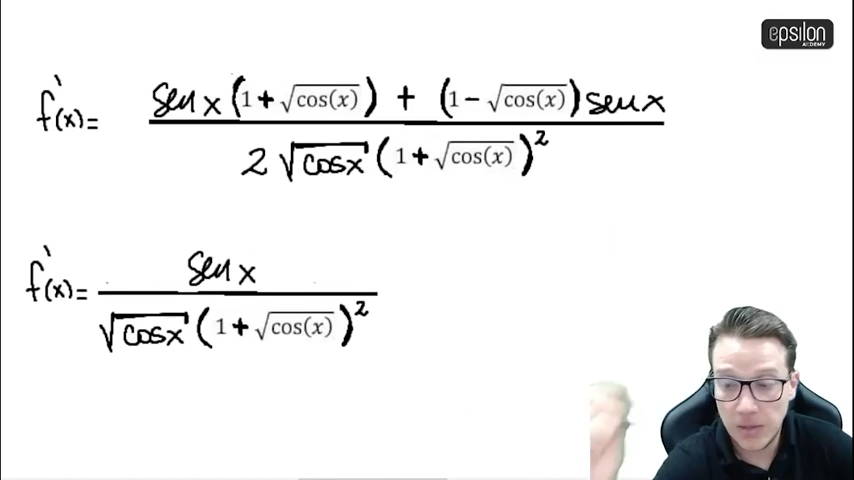 epsilon
ACADEMY
f'(x)= sen x (1 + √cos(x)) + (1 − √cos(x)) sen x
2 √cos x (1 + √cos(x))²
f'(x)= sen x
√cos x (1 + √cos(x))²